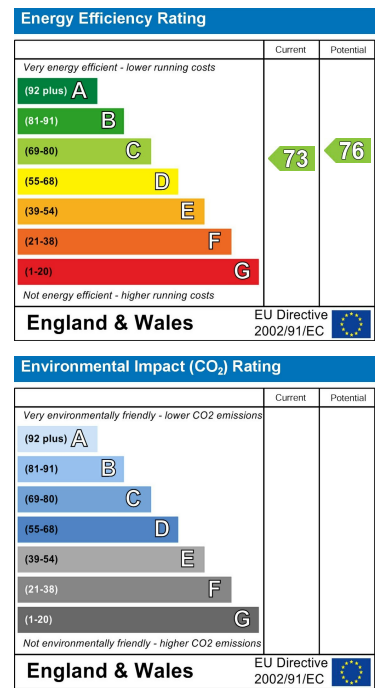 Energy Efficiency Rating
Current Potential
Very energy efficient - lower running costs
(92 plus) A
(81-91) B
(69-80) C
(55-68) D
(39-54) E
(21-38) F
(1-20) G
73 76
Not energy efficient - higher running costs
England & Wales
EU Directive
2002/91/EC
Environmental Impact (CO₂) Rating
Current Potential
Very environmentally friendly - lower CO2 emissions
(92 plus) A
(81-91) B
(69-80) C
(55-68) D
(39-54) E
(21-38) F
(1-20) G
Not environmentally friendly - higher CO2 emissions
England & Wales
EU Directive
2002/91/EC